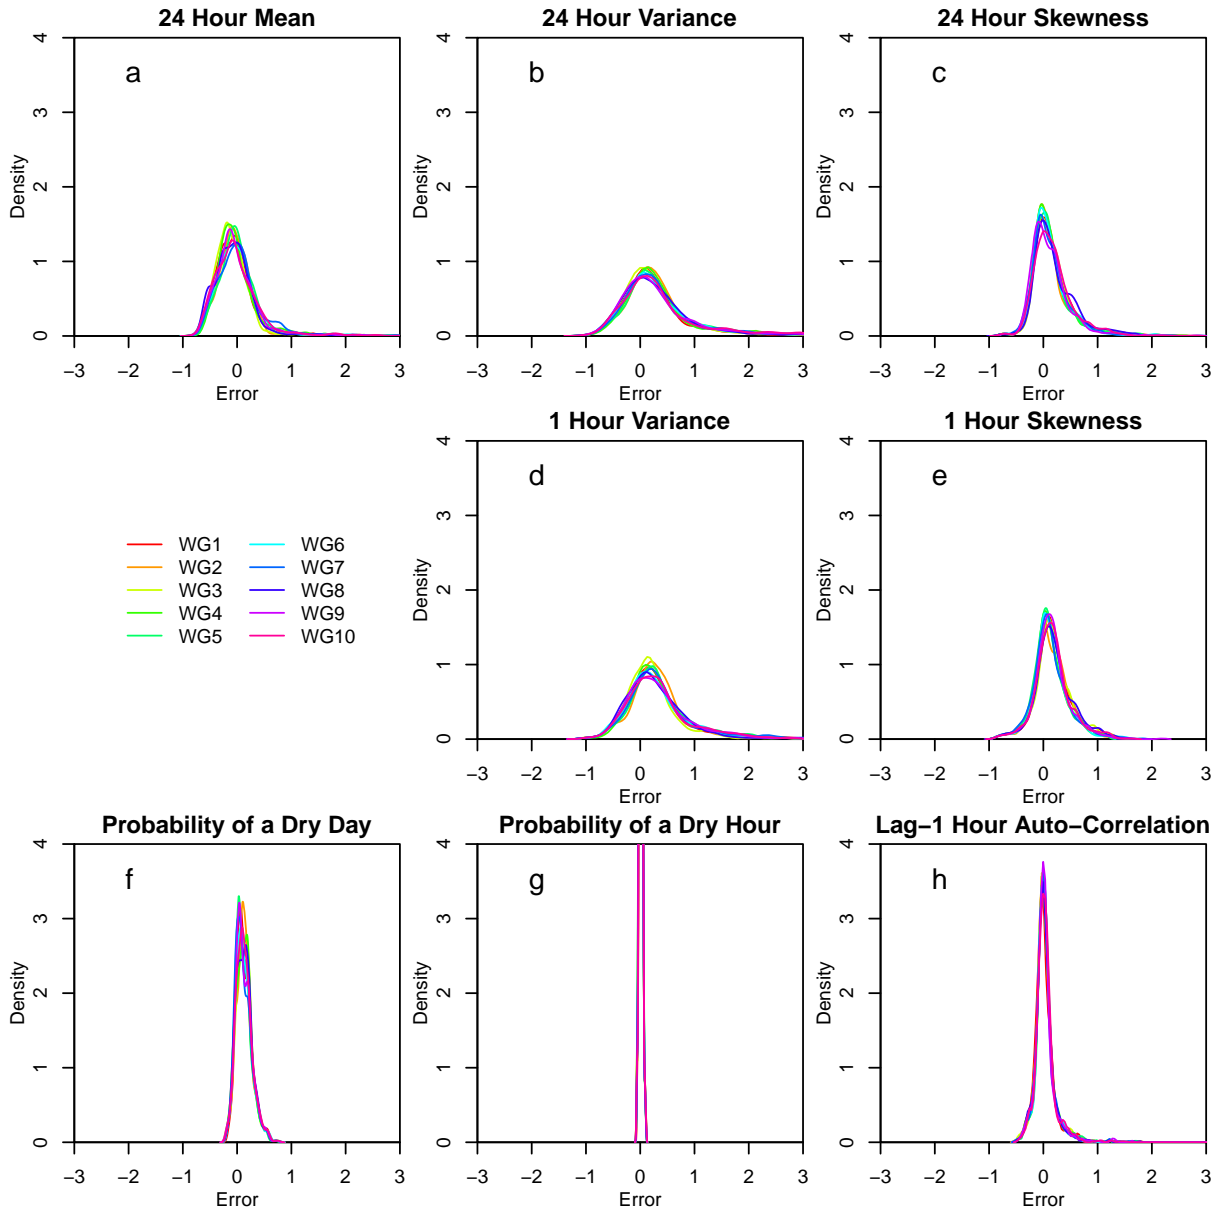 24 Hour Mean
24 Hour Variance
24 Hour Skewness
a
b
c
Density
0 1 2 3 4
−3 −2 −1 0 1 2 3
Error
Density
0 1 2 3 4
−3 −2 −1 0 1 2 3
Error
Density
0 1 2 3 4
−3 −2 −1 0 1 2 3
Error
1 Hour Variance
1 Hour Skewness
d
e
WG1 WG6
WG2 WG7
WG3 WG8
WG4 WG9
WG5 WG10
Density
0 1 2 3 4
−3 −2 −1 0 1 2 3
Error
Density
0 1 2 3 4
−3 −2 −1 0 1 2 3
Error
Probability of a Dry Day
Probability of a Dry Hour
Lag−1 Hour Auto−Correlation
f
g
h
Density
0 1 2 3 4
−3 −2 −1 0 1 2 3
Error
Density
0 1 2 3 4
−3 −2 −1 0 1 2 3
Error
Density
0 1 2 3 4
−3 −2 −1 0 1 2 3
Error